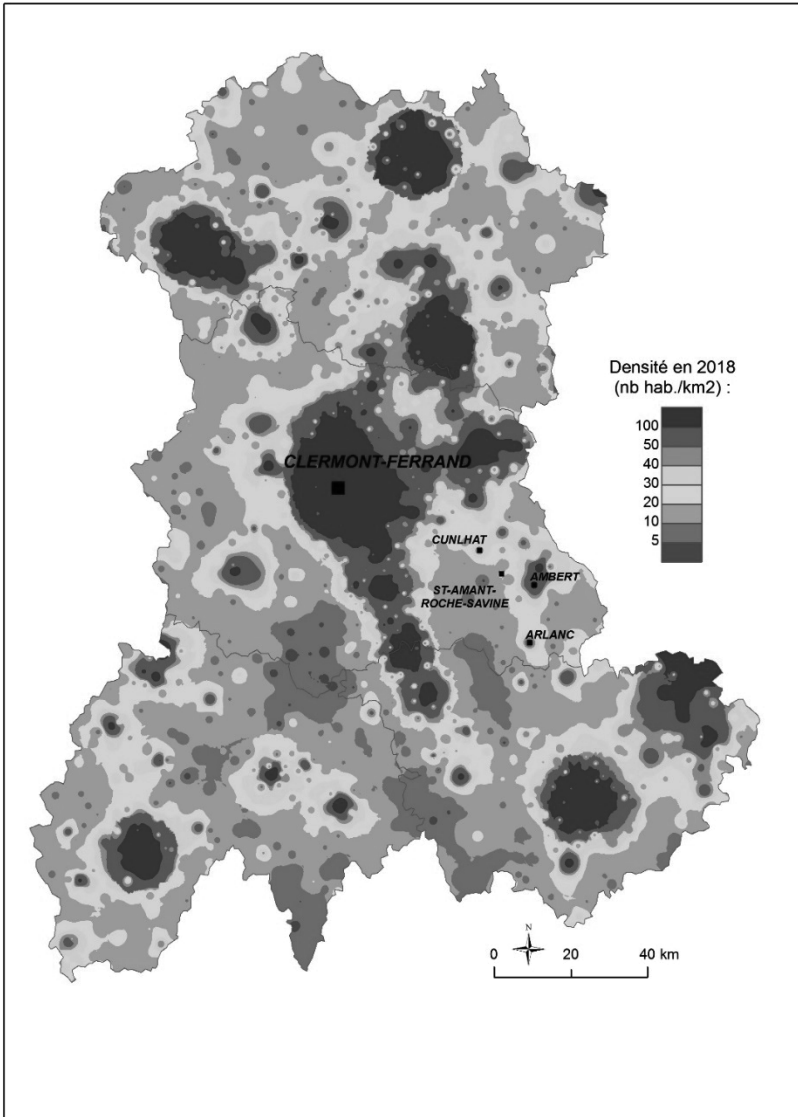 Densité en 2018
(nb hab./km2) :
100
50
40
30
20
10
5
CLERMONT-FERRAND
CUNLHAT
ST-AMANT-
ROCHE-SAVINE
AMBERT
ARLANC
N
0 20 40 km